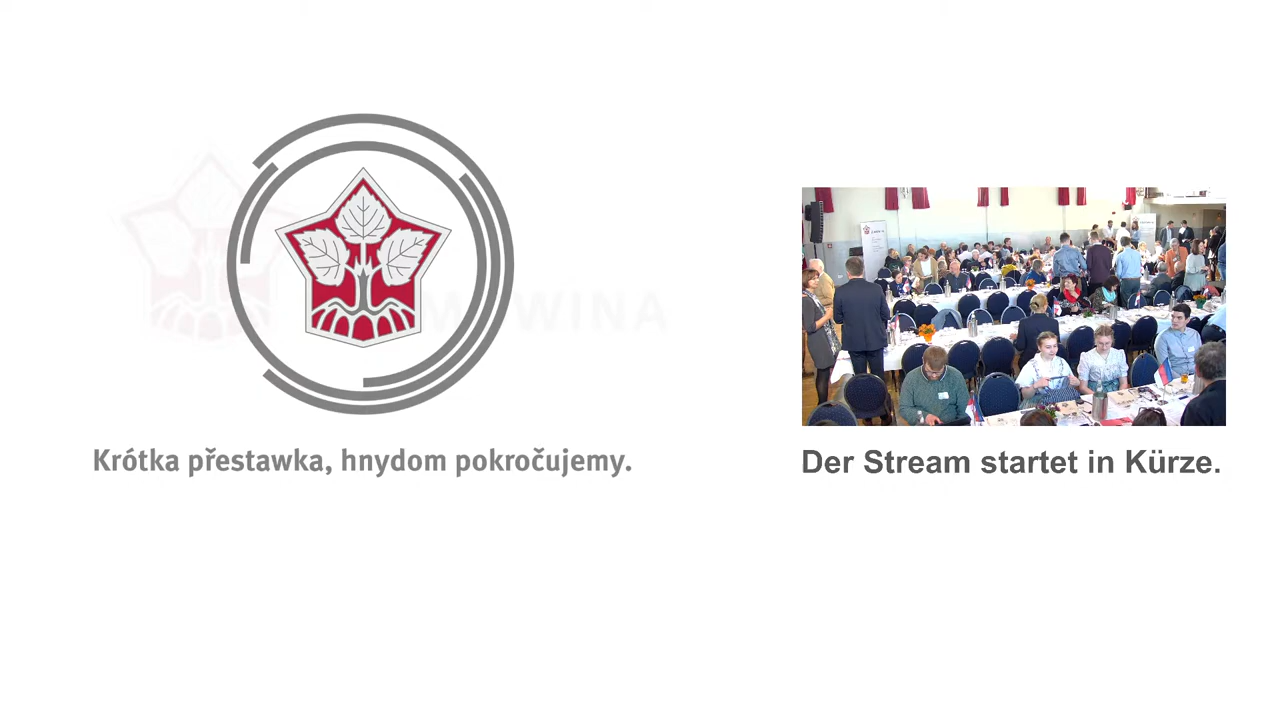 Krótka přestawka, hnydom pokročujemy.
Der Stream startet in Kürze.